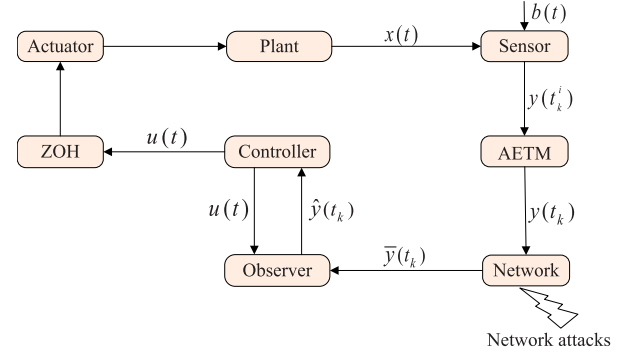 b(t)
Actuator
Plant
x(t)
Sensor
y(t_k^i)
ZOH
u(t)
Controller
AETM
u(t)
ŷ(t_k)
y(t_k)
Observer
y̅(t_k)
Network
Network attacks